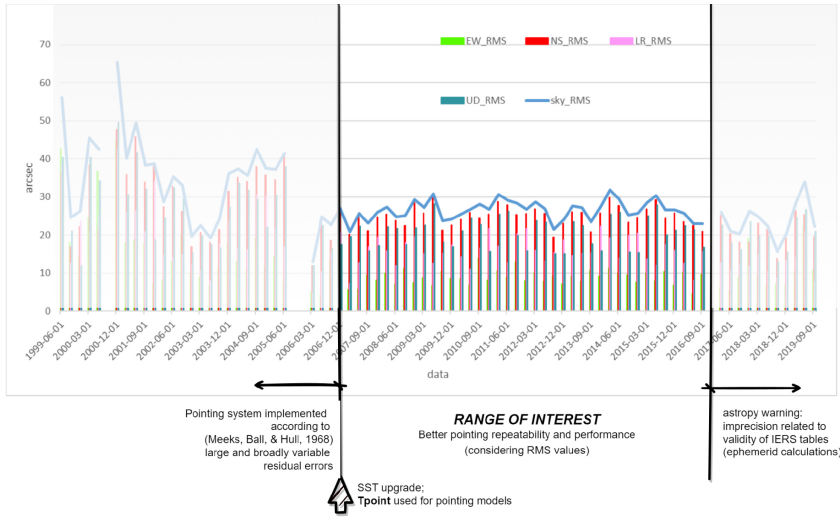 70
60
50
40
30
20
10
0
arcsec
EW_RMS
NS_RMS
LR_RMS
UD_RMS
sky_RMS
1999-06-01
2000-03-01
2000-12-01
2001-09-01
2002-06-01
2003-03-01
2003-12-01
2004-09-01
2005-06-01
2006-03-01
2006-12-01
2007-09-01
2008-06-01
2009-03-01
2009-12-01
2010-09-01
2011-06-01
2012-03-01
2012-12-01
2013-09-01
2014-06-01
2015-03-01
2015-12-01
2016-09-01
2017-06-01
2018-03-01
2018-12-01
2019-09-01
data
Pointing system implemented
according to
(Meeks, Ball, & Hull, 1968)
large and broadly variable
residual errors
RANGE OF INTEREST
Better pointing repeatability and performance
(considering RMS values)
astropy warning:
imprecision related to
validity of IERS tables
(ephemerid calculations)
SST upgrade;
Tpoint used for pointing models